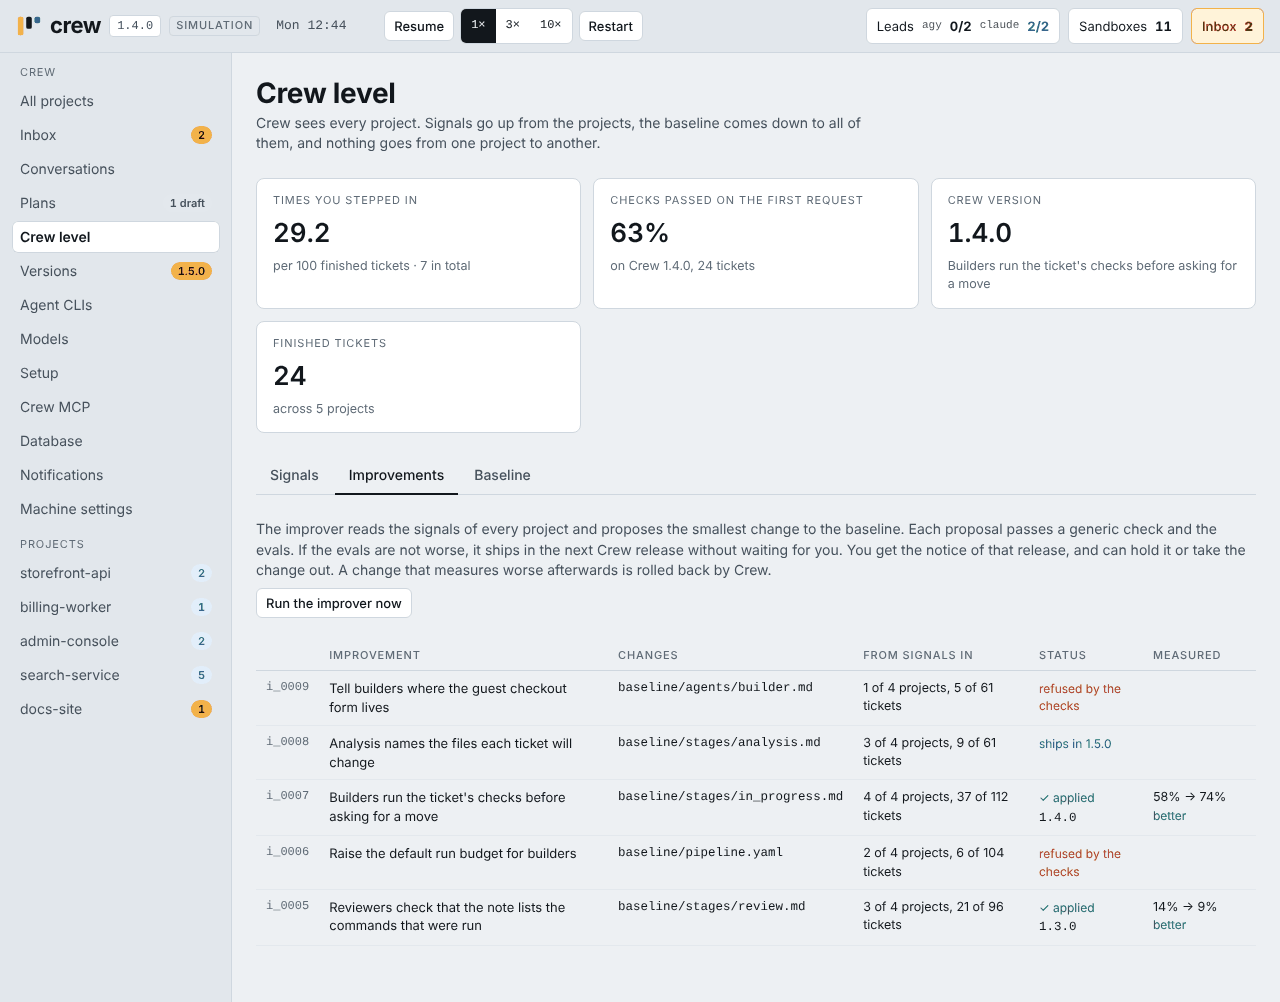 crew 1.4.0 SIMULATION Mon 12:44 Resume 1× 3× 10× Restart Leads agy 0/2 claude 2/2 Sandboxes 11 Inbox 2
CREW
All projects
Inbox 2
Conversations
Plans 1 draft
Crew level
Versions 1.5.0
Agent CLIs
Models
Setup
Crew MCP
Database
Notifications
Machine settings
PROJECTS
storefront-api 2
billing-worker 1
admin-console 2
search-service 5
docs-site 1
Crew level
Crew sees every project. Signals go up from the projects, the baseline comes down to all of
them, and nothing goes from one project to another.
TIMES YOU STEPPED IN
29.2
per 100 finished tickets · 7 in total
CHECKS PASSED ON THE FIRST REQUEST
63%
on Crew 1.4.0, 24 tickets
CREW VERSION
1.4.0
Builders run the ticket's checks before asking for
a move
FINISHED TICKETS
24
across 5 projects
Signals Improvements Baseline
The improver reads the signals of every project and proposes the smallest change to the baseline. Each proposal passes a generic check and the
evals. If the evals are not worse, it ships in the next Crew release without waiting for you. You get the notice of that release, and can hold it or take the
change out. A change that measures worse afterwards is rolled back by Crew.
Run the improver now
IMPROVEMENT CHANGES FROM SIGNALS IN STATUS MEASURED
i_0009 Tell builders where the guest checkout baseline/agents/builder.md 1 of 4 projects, 5 of 61 refused by the
form lives tickets checks
i_0008 Analysis names the files each ticket will baseline/stages/analysis.md 3 of 4 projects, 9 of 61 ships in 1.5.0
change tickets
i_0007 Builders run the ticket's checks before baseline/stages/in_progress.md 4 of 4 projects, 37 of 112 ✓ applied 58% → 74%
asking for a move tickets 1.4.0 better
i_0006 Raise the default run budget for builders baseline/pipeline.yaml 2 of 4 projects, 6 of 104 refused by the
tickets checks
i_0005 Reviewers check that the note lists the baseline/stages/review.md 3 of 4 projects, 21 of 96 ✓ applied 14% → 9%
commands that were run tickets 1.3.0 better